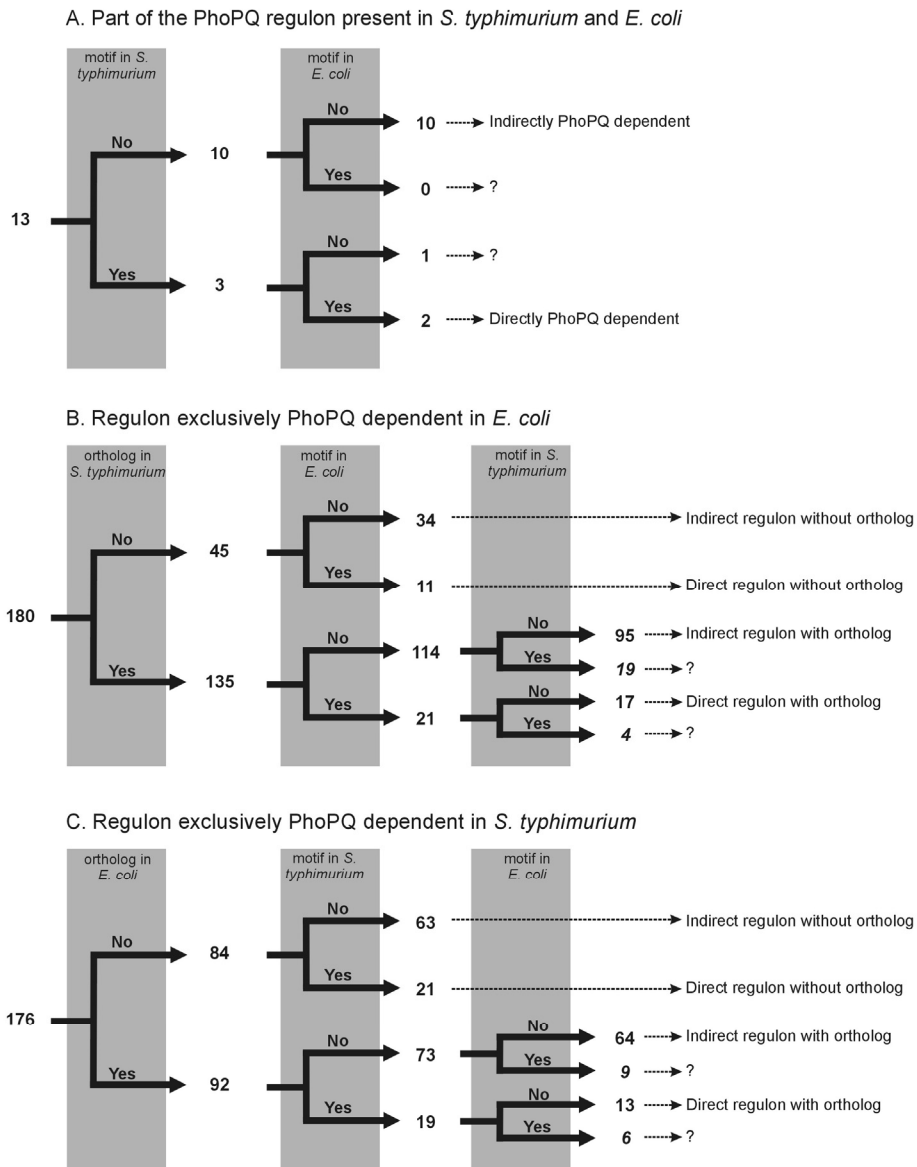 A. Part of the PhoPQ regulon present in S. typhimurium and E. coli
motif in S.
typhimurium
motif in
E. coli
No
10
Indirectly PhoPQ dependent
No
10
Yes
0
?
13
No
1
?
Yes
3
Yes
2
Directly PhoPQ dependent
B. Regulon exclusively PhoPQ dependent in E. coli
ortholog in
S. typhimurium
motif in
E. coli
motif in S.
typhimurium
No
34
Indirect regulon without ortholog
No
45
Yes
11
Direct regulon without ortholog
180
No
95
Indirect regulon with ortholog
No
114
Yes
19
?
Yes
135
No
17
Direct regulon with ortholog
Yes
21
Yes
4
?
C. Regulon exclusively PhoPQ dependent in S. typhimurium
ortholog in
E. coli
motif in S.
typhimurium
motif in
E. coli
No
63
Indirect regulon without ortholog
No
84
Yes
21
Direct regulon without ortholog
176
No
64
Indirect regulon with ortholog
No
73
Yes
9
?
Yes
92
No
13
Direct regulon with ortholog
Yes
19
Yes
6
?